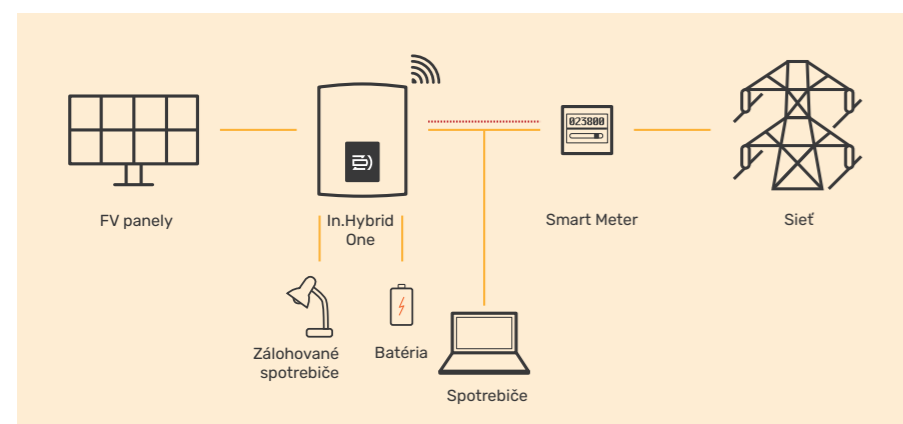 023800
FV panely
In.Hybrid
One
Smart Meter
Sieť
Zálohované
spotrebiče
Batéria
Spotrebiče